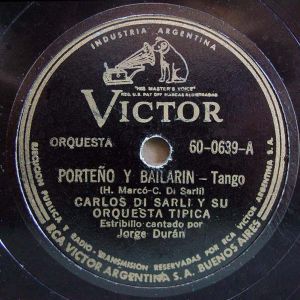 INDUSTRIA ARGENTINA
"HIS MASTER'S VOICE"
REG. U.S. PAT. OFF. MARCAS REGISTRADAS
VICTOR
ORQUESTA
60-0639-A
PORTEÑO Y BAILARIN - Tango
(H. Marcó-C. Di Sarli)
CARLOS DI SARLI Y SU
ORQUESTA TIPICA
Estribillo cantado por
Jorge Durán
EJECUCION PUBLICA Y RADIO-TRANSMISION RESERVADAS POR RCA VICTOR ARGENTINA S.A.
RCA VICTOR ARGENTINA S.A. BUENOS AIRES